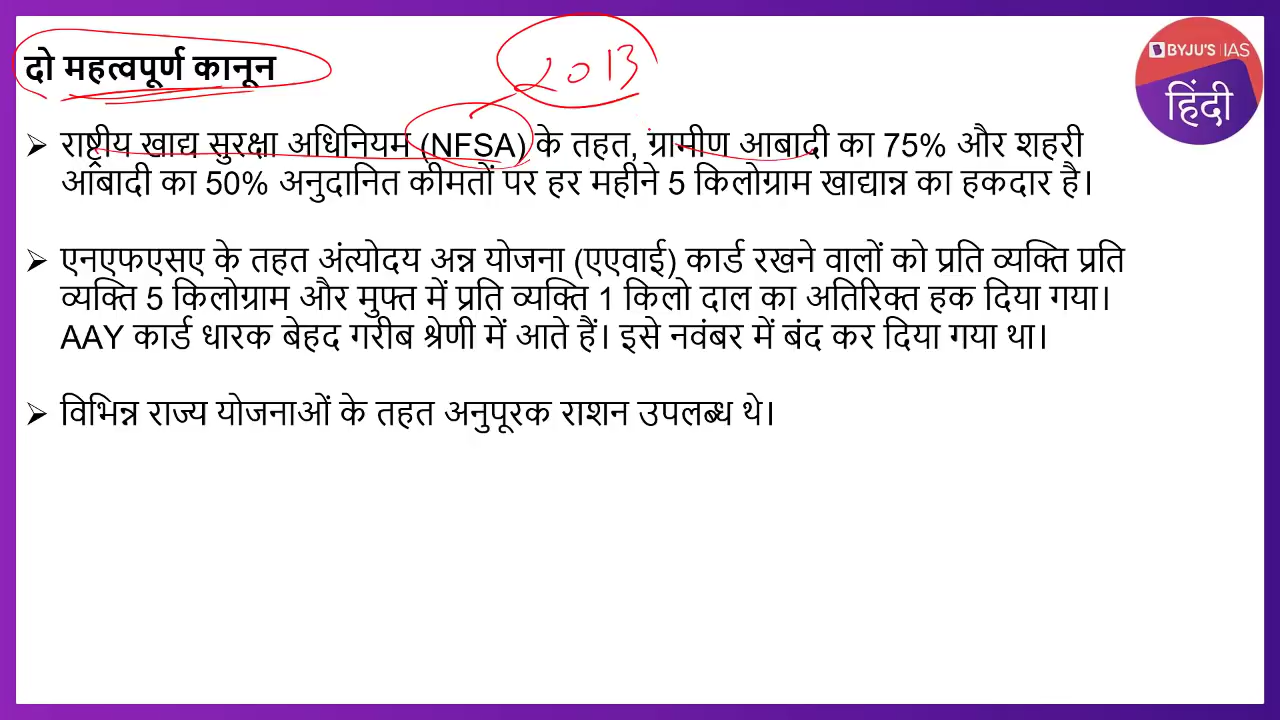 दो महत्वपूर्ण कानून
2013
BYJU'S IAS
हिंदी
➢ राष्ट्रीय खाद्य सुरक्षा अधिनियम (NFSA) के तहत, ग्रामीण आबादी का 75% और शहरी
आबादी का 50% अनुदानित कीमतों पर हर महीने 5 किलोग्राम खाद्यान्न का हकदार है।
➢ एनएफएसए के तहत अंत्योदय अन्न योजना (एएवाई) कार्ड रखने वालों को प्रति व्यक्ति प्रति
व्यक्ति 5 किलोग्राम और मुफ्त में प्रति व्यक्ति 1 किलो दाल का अतिरिक्त हक दिया गया।
AAY कार्ड धारक बेहद गरीब श्रेणी में आते हैं। इसे नवंबर में बंद कर दिया गया था।
➢ विभिन्न राज्य योजनाओं के तहत अनुपूरक राशन उपलब्ध थे।